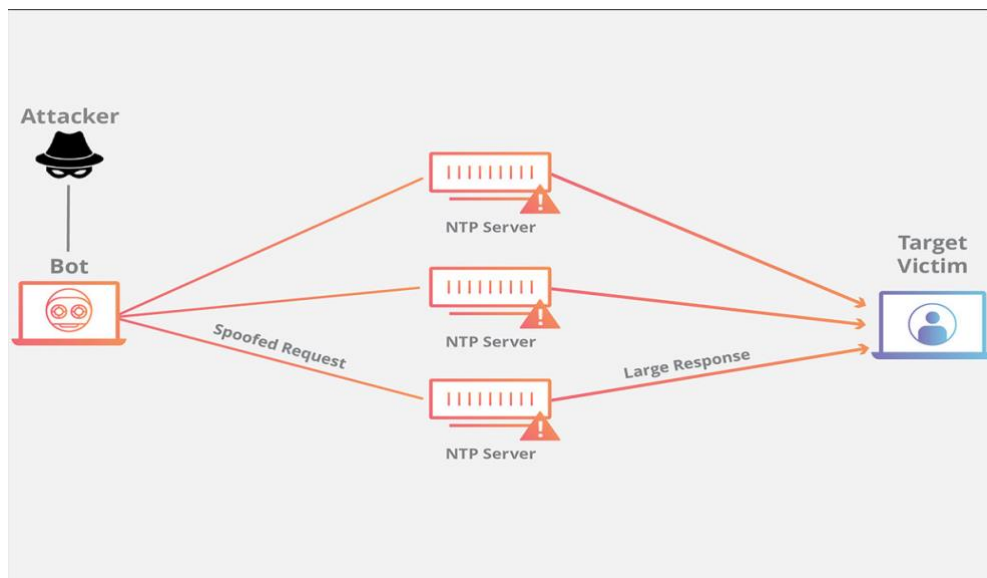 Attacker
Bot
Spoofed Request
NTP Server
NTP Server
NTP Server
Large Response
Target
Victim